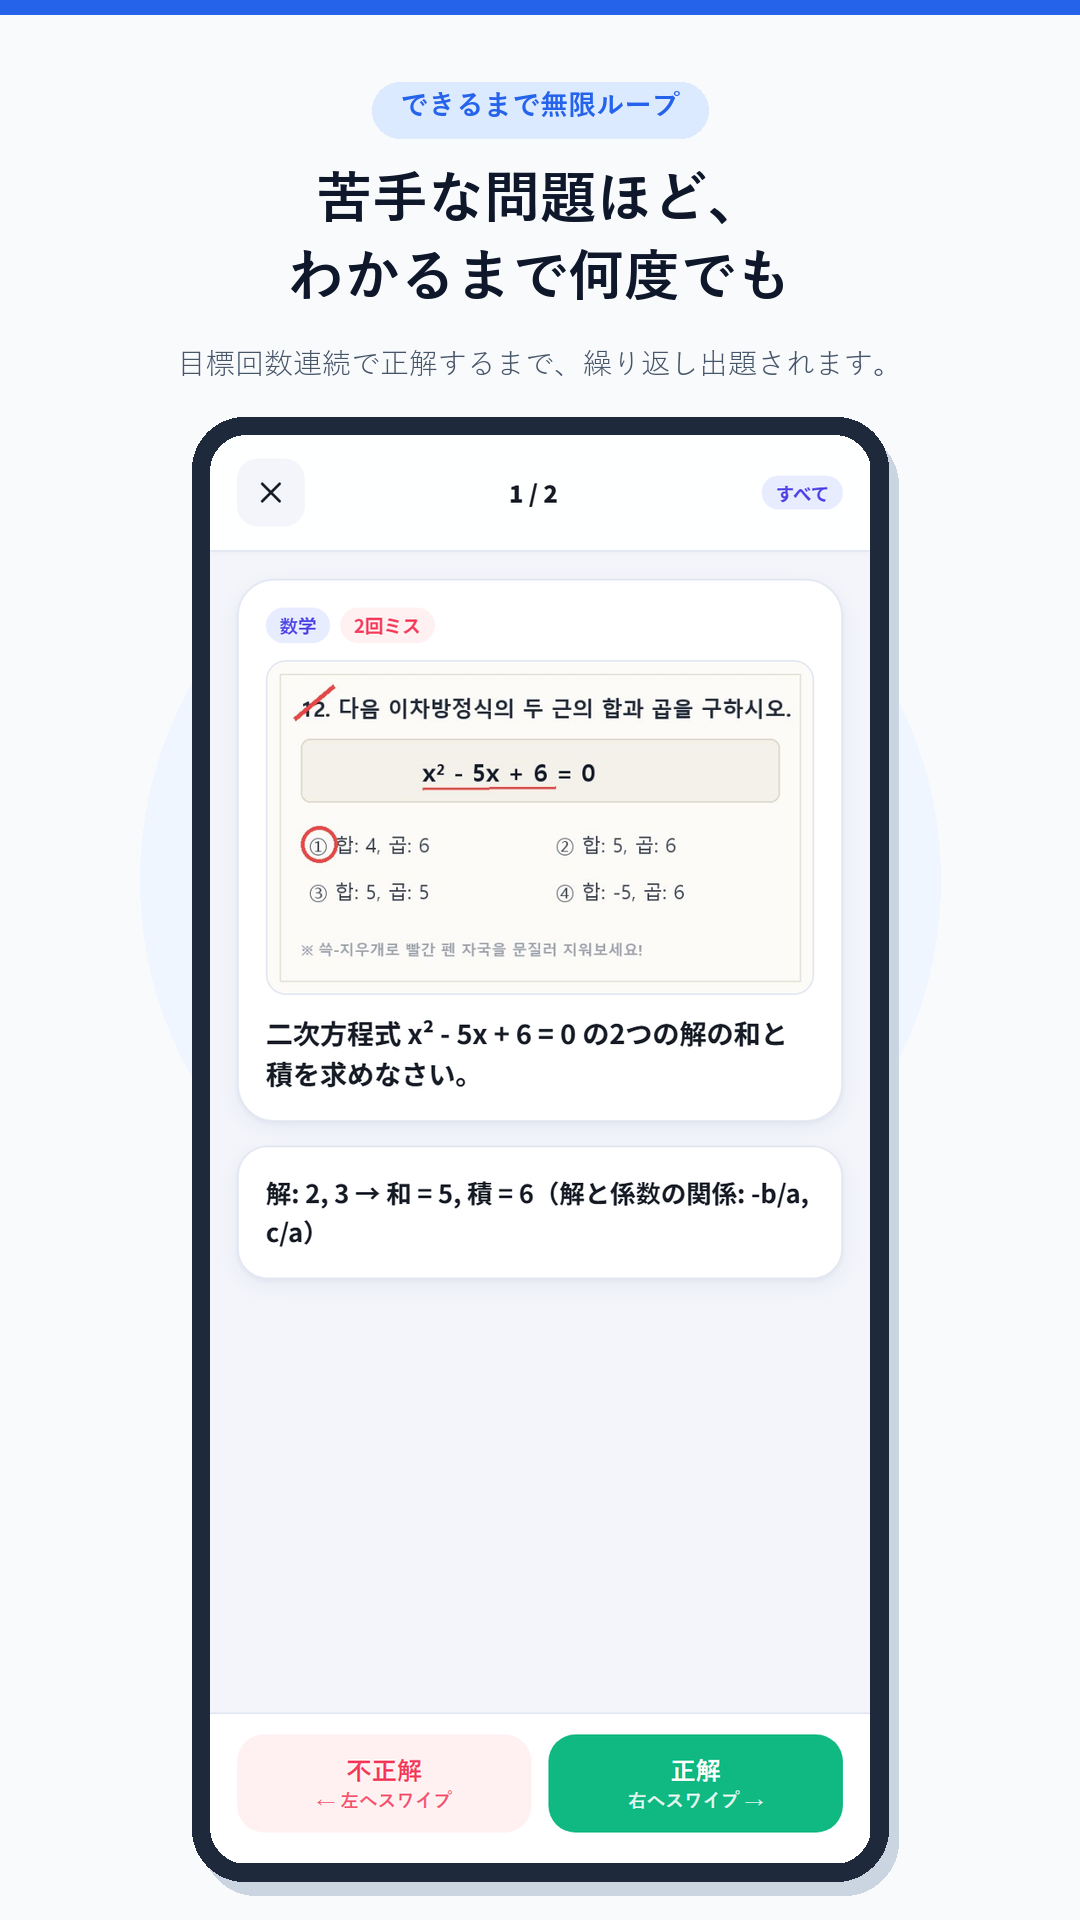 できるまで無限ループ
苦手な問題ほど、
わかるまで何度でも
目標回数連続で正解するまで、繰り返し出題されます。
1 / 2
すべて
数学
2回ミス
12. 다음 이차방정식의 두 근의 합과 곱을 구하시오.
x² - 5x + 6 = 0
① 합: 4, 곱: 6
② 합: 5, 곱: 6
③ 합: 5, 곱: 5
④ 합: -5, 곱: 6
※ 쓱-지우개로 빨간 펜 자국을 문질러 지워보세요!
二次方程式 x² - 5x + 6 = 0 の2つの解の和と
積を求めなさい。
解: 2, 3 → 和 = 5, 積 = 6（解と係数の関係: -b/a,
c/a）
不正解
← 左へスワイプ
正解
右へスワイプ →